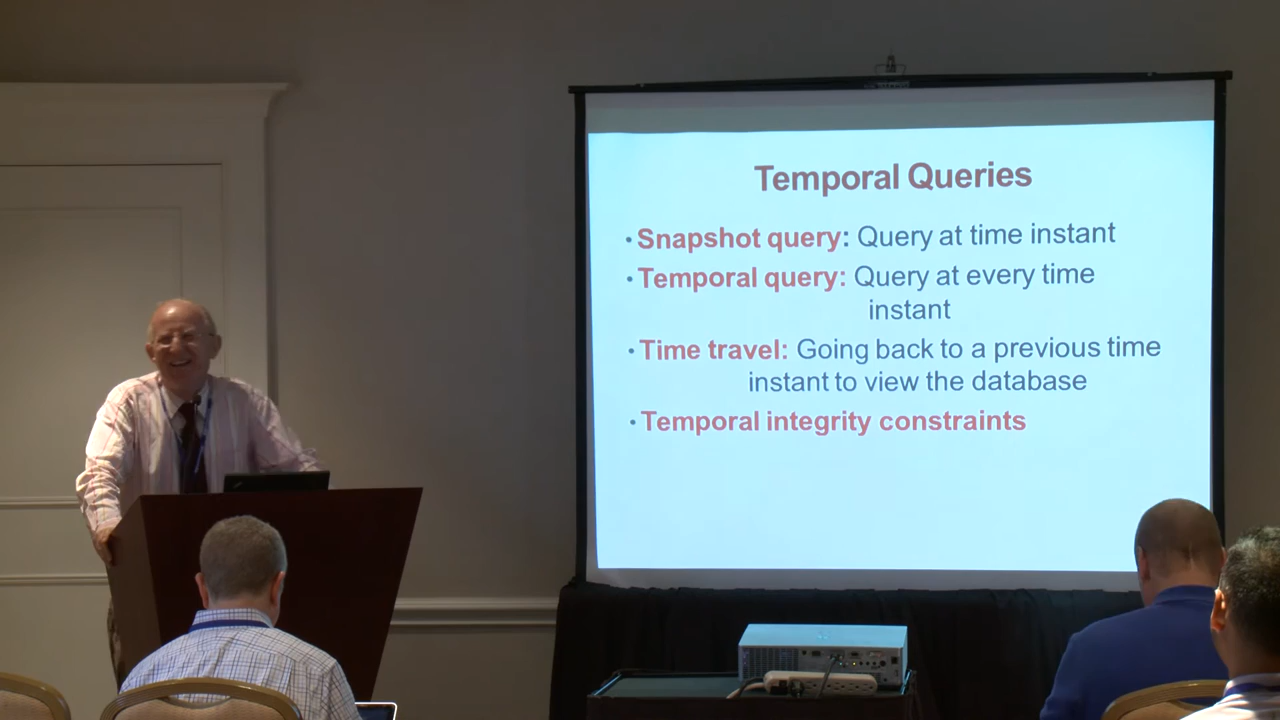 Temporal Queries
• Snapshot query: Query at time instant
• Temporal query: Query at every time
instant
• Time travel: Going back to a previous time
instant to view the database
• Temporal integrity constraints